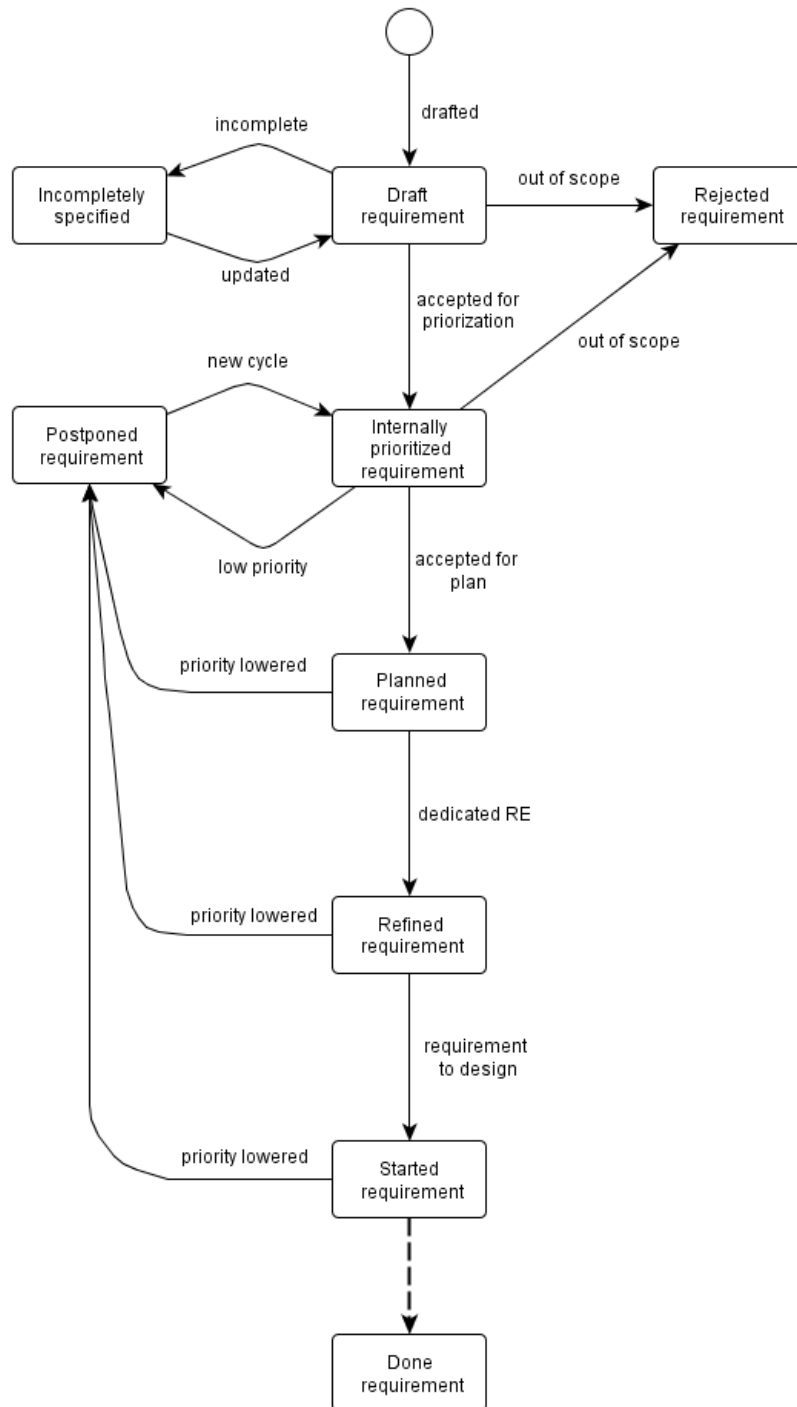 drafted
incomplete
Incompletely
specified
Draft
requirement
out of scope
Rejected
requirement
updated
accepted for
priorization
out of scope
new cycle
Postponed
requirement
Internally
prioritized
requirement
low priority
accepted for
plan
priority lowered
Planned
requirement
dedicated RE
priority lowered
Refined
requirement
requirement
to design
priority lowered
Started
requirement
Done
requirement